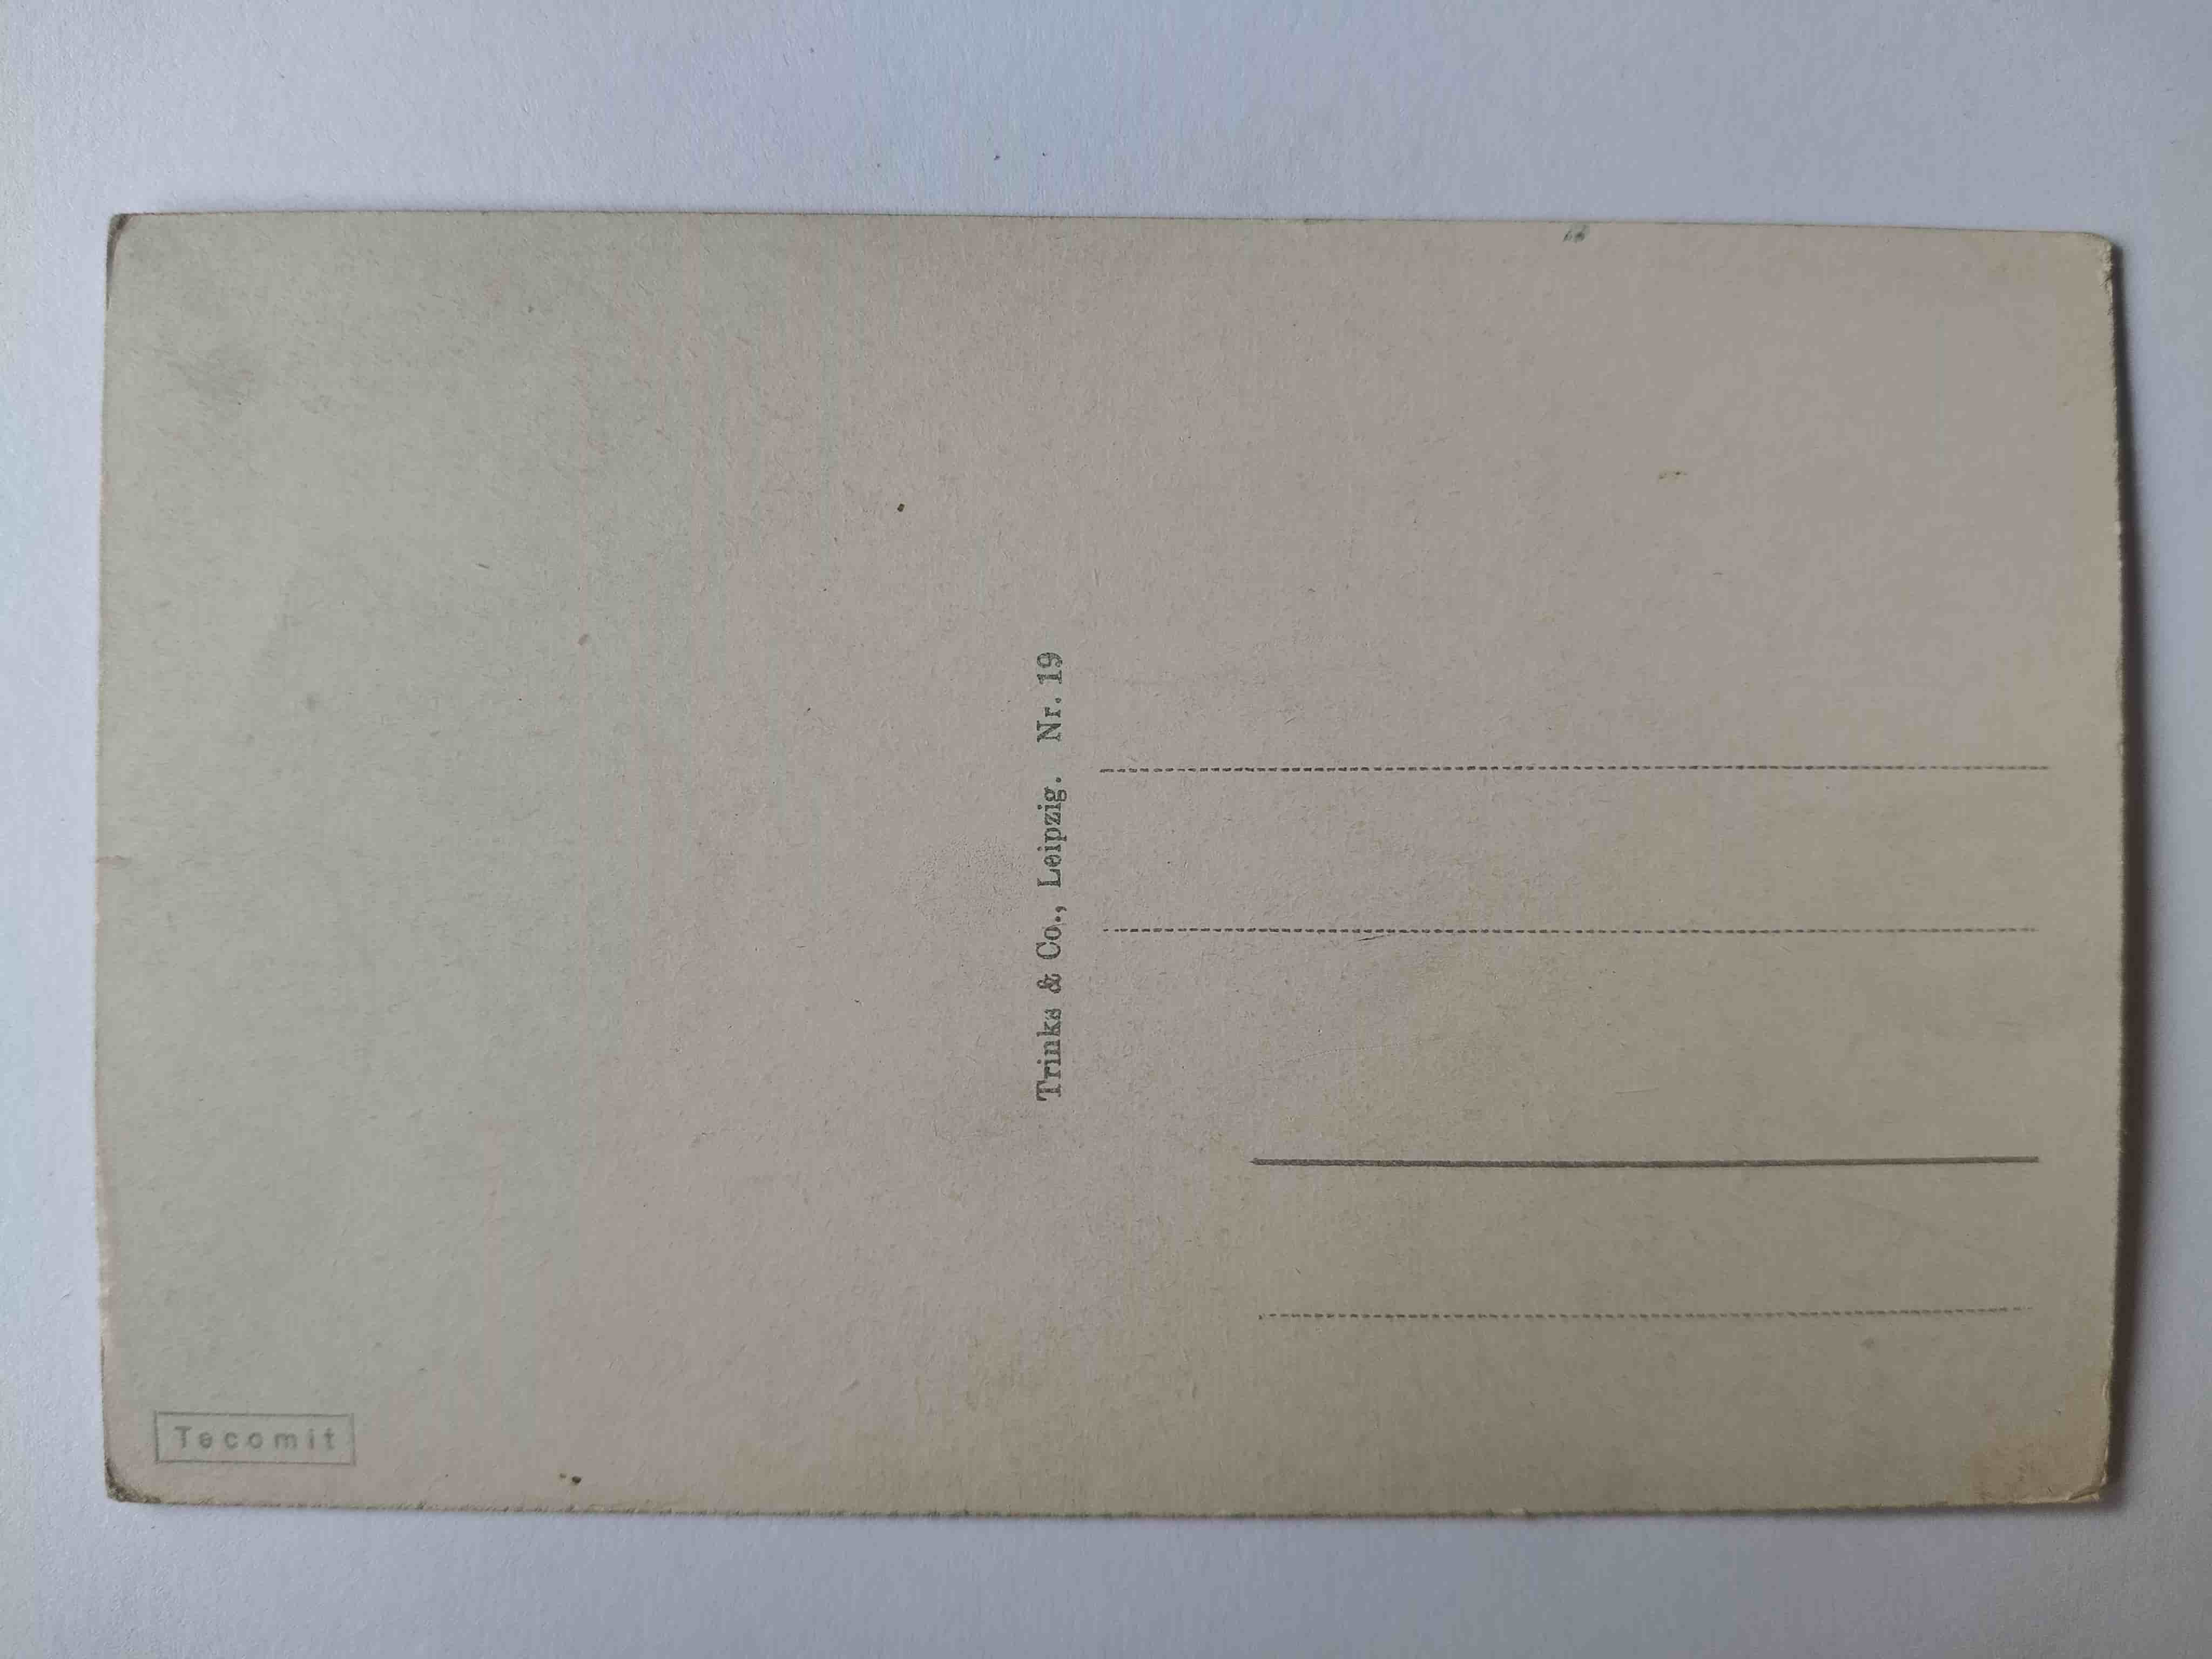 Trinks & Co., Leipzig. Nr. 19
Tecomit